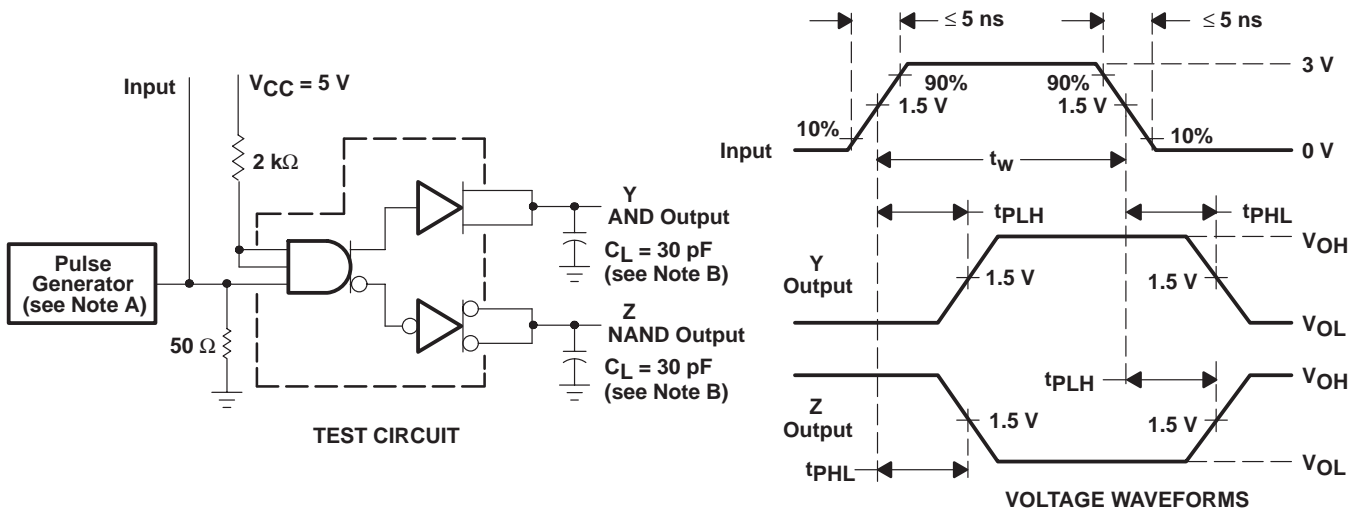 Input
VCC = 5 V
2 kΩ
Pulse
Generator
(see Note A)
50 Ω
Y
AND Output
CL = 30 pF
(see Note B)
Z
NAND Output
CL = 30 pF
(see Note B)
TEST CIRCUIT
≤ 5 ns
≤ 5 ns
3 V
90%
90%
1.5 V
1.5 V
10%
10%
Input
0 V
tw
tPLH
tPHL
VOH
Y
Output
1.5 V
1.5 V
VOL
VOH
tPLH
Z
Output
1.5 V
1.5 V
tPHL
VOL
VOLTAGE WAVEFORMS